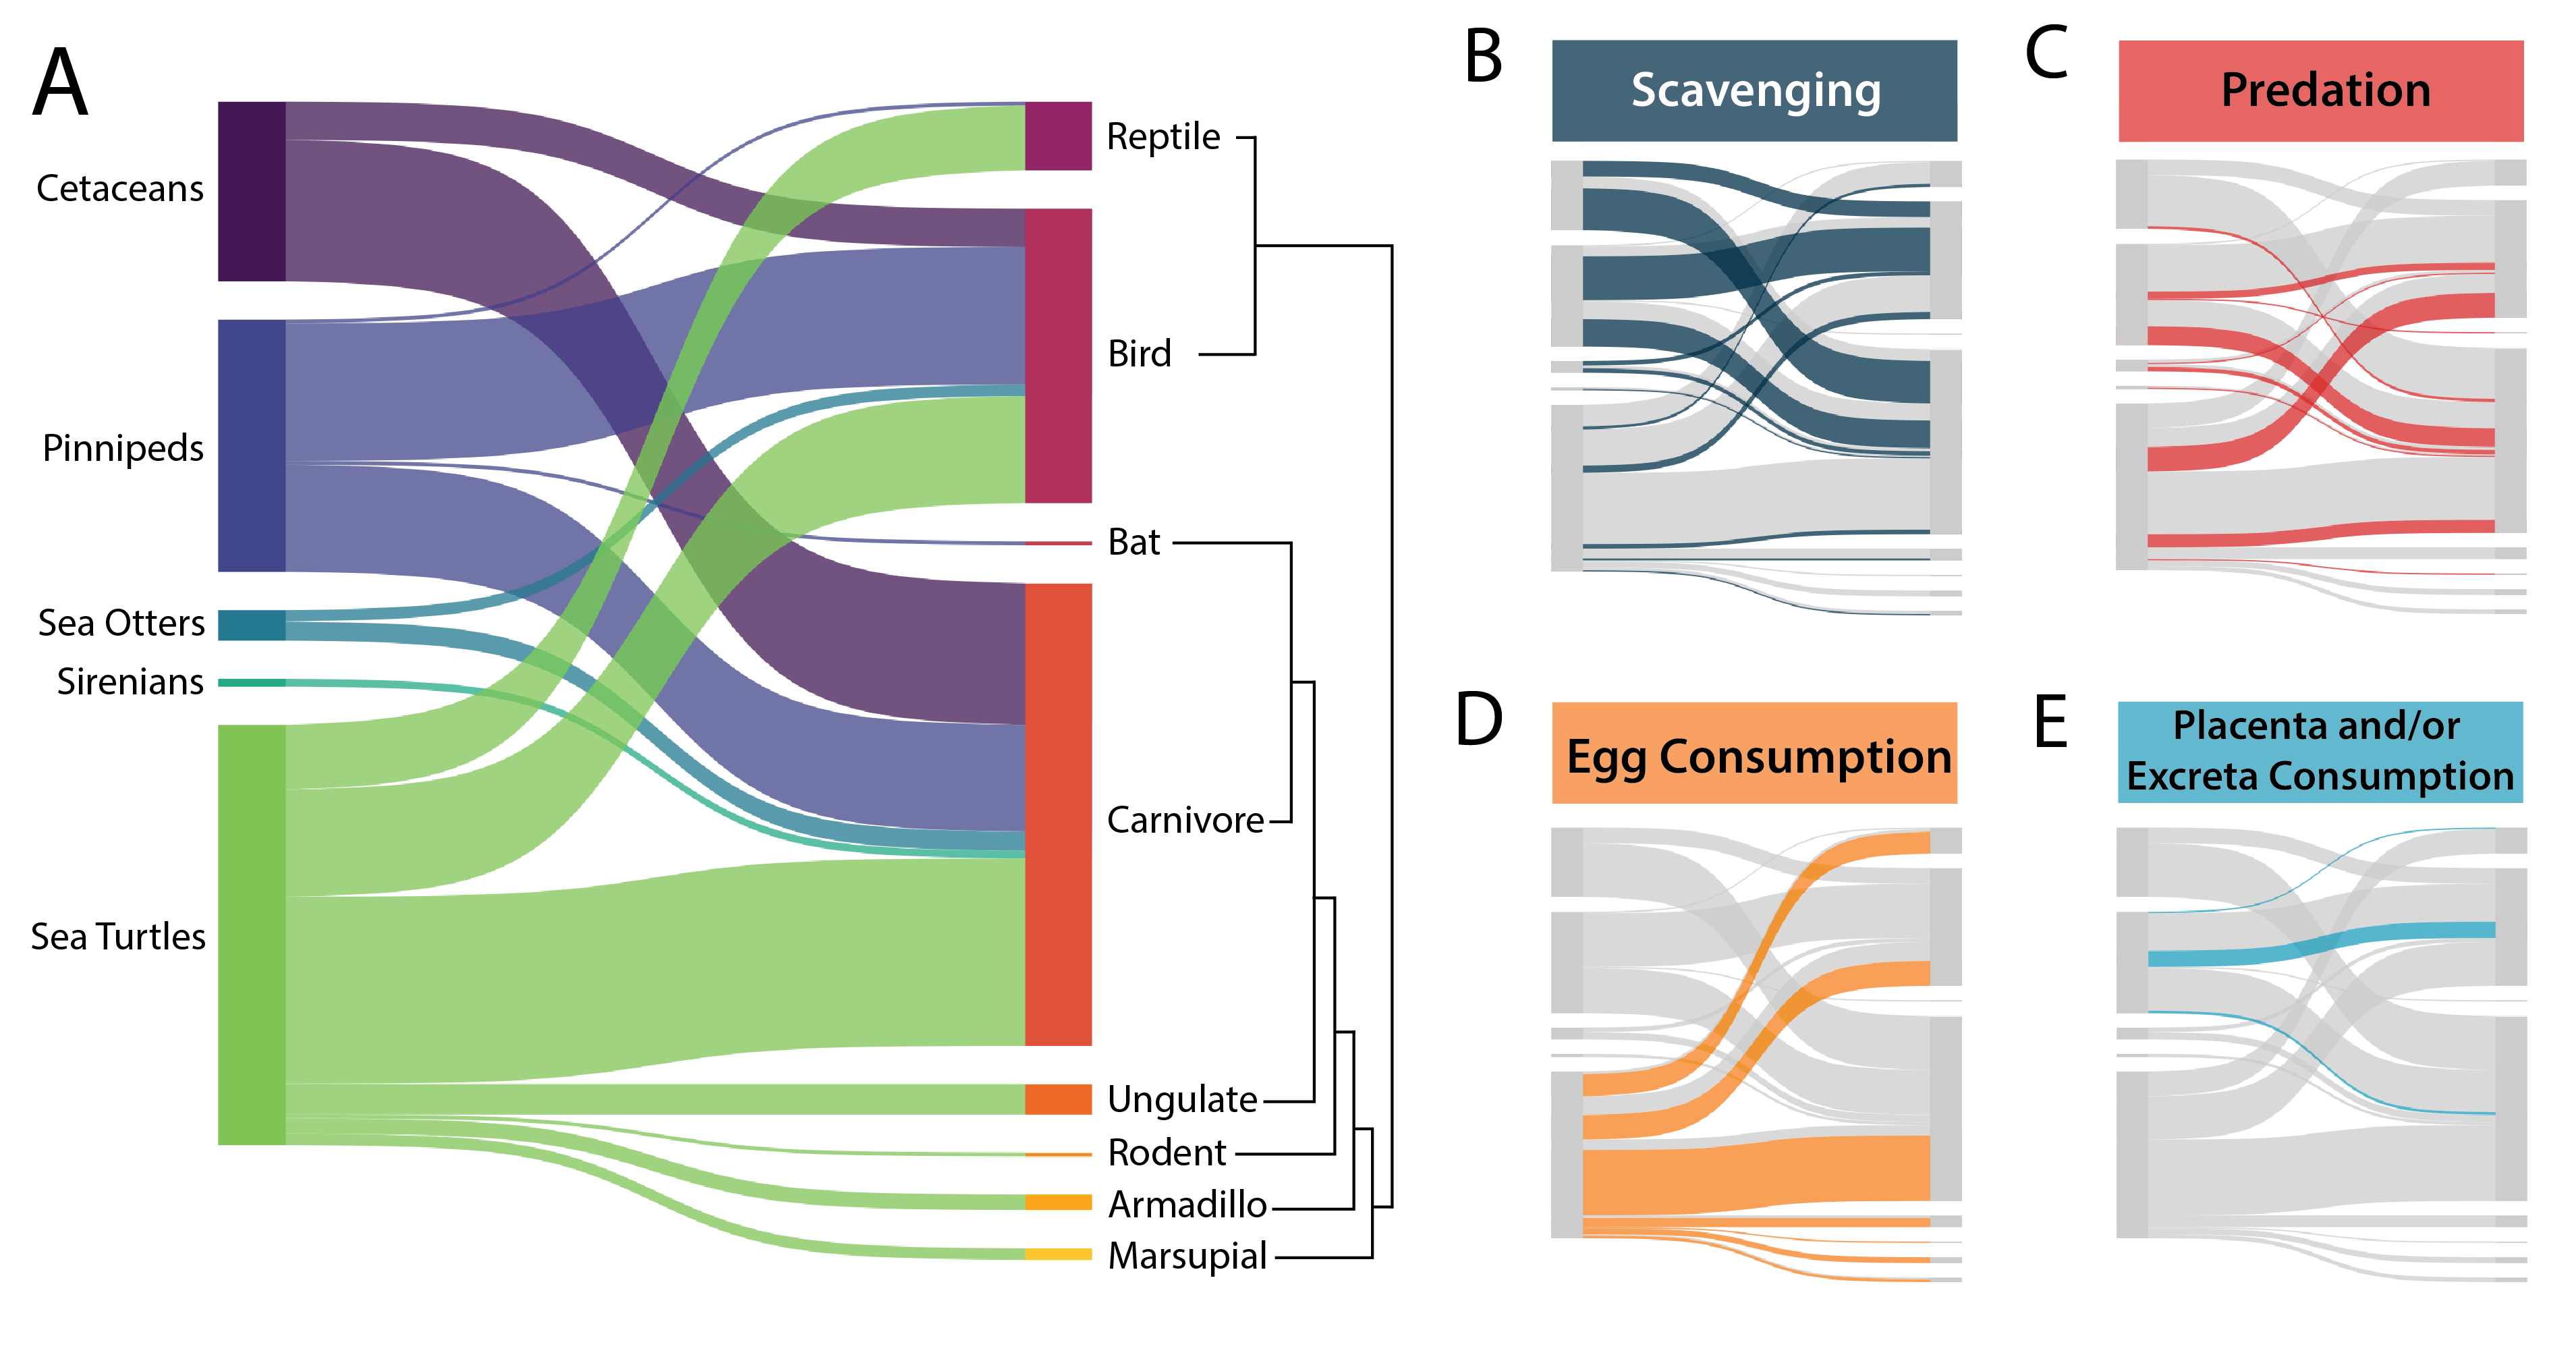 A
Cetaceans
Pinnipeds
Sea Otters
Sirenians
Sea Turtles
Reptile
Bird
Bat
Carnivore
Ungulate
Rodent
Armadillo
Marsupial
B
Scavenging
C
Predation
D
Egg Consumption
E
Placenta and/or
Excreta Consumption